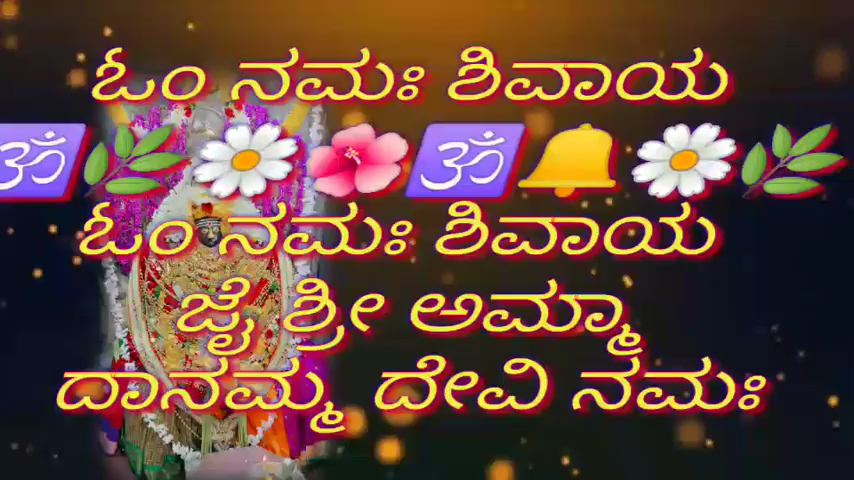 ಓಂ ನಮಃ ಶಿವಾಯ
🕉️🌿🌼🌺🕉️🔔🌼🌿
ಓಂ ನಮಃ ಶಿವಾಯ
ಜೈ ಶ್ರೀ ಅಮ್ಮಾ
ದಾನಮ್ಮ ದೇವಿ ನಮಃ